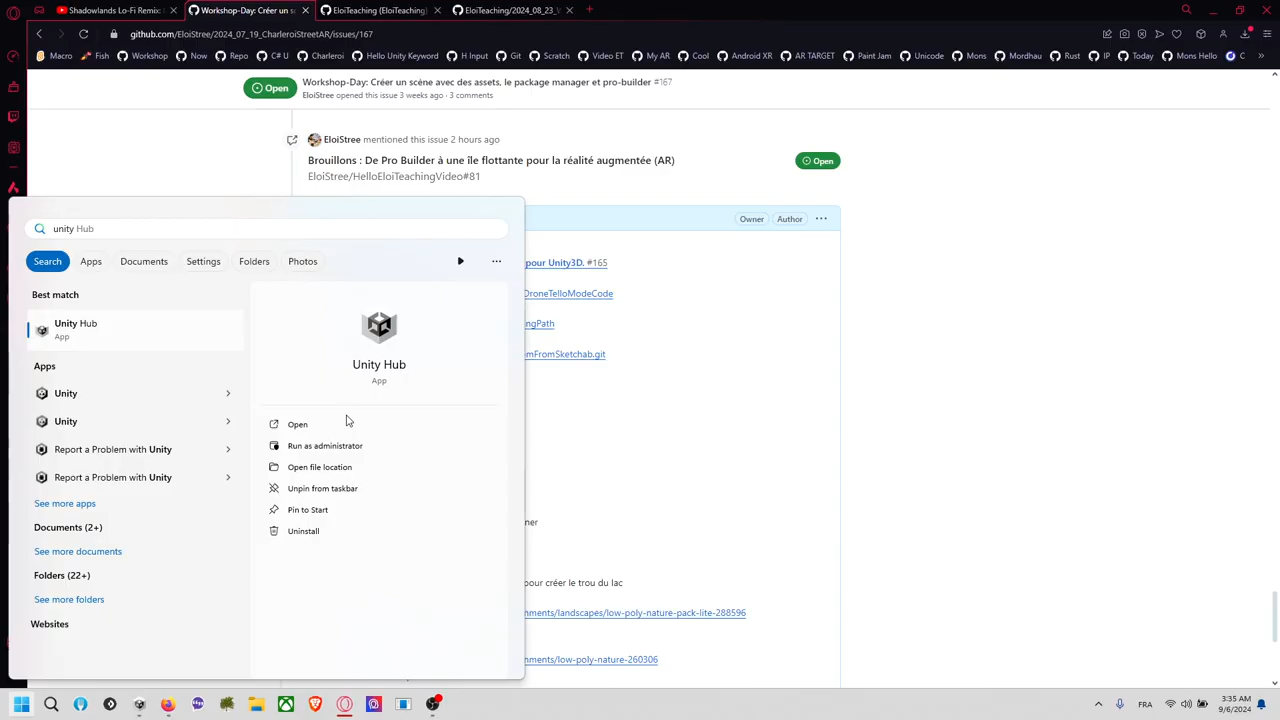 Shadowlands Lo-Fi Remix
Workshop-Day: Créer un s
EloiTeaching (EloiTeaching)
EloiTeaching/2024_08_23_
github.com/EloiStree/2024_07_19_CharleroiStreetAR/issues/167
Macro
Fish
Workshop
Now
Repo
C# U
Charleroi
Hello Unity Keyword
H Input
Git
Scratch
Video ET
My AR
Cool
Android XR
AR TARGET
Paint Jam
Unicode
Mons
Mordhau
Rust
IP
Today
Mons Hello
C
»
Open
Workshop-Day: Créer un scène avec des assets, le package manager et pro-builder #167
EloiStree opened this issue 3 weeks ago · 3 comments
EloiStree mentioned this issue 2 hours ago
Brouillons : De Pro Builder à une île flottante pour la réalité augmentée (AR)
Open
EloiStree/HelloEloiTeachingVideo#81
Owner
Author
pour Unity3D. #165
DroneTelloModeCode
ngPath
omFromSketchab.git
ner
pour créer le trou du lac
nments/landscapes/low-poly-nature-pack-lite-288596
nments/low-poly-nature-260306
unity Hub
Search
Apps
Documents
Settings
Folders
Photos
Best match
Unity Hub
App
Apps
Unity
Unity
Report a Problem with Unity
Report a Problem with Unity
See more apps
Documents (2+)
See more documents
Folders (22+)
See more folders
Websites
Unity Hub
App
Open
Run as administrator
Open file location
Unpin from taskbar
Pin to Start
Uninstall
FRA
3:35 AM
9/6/2024